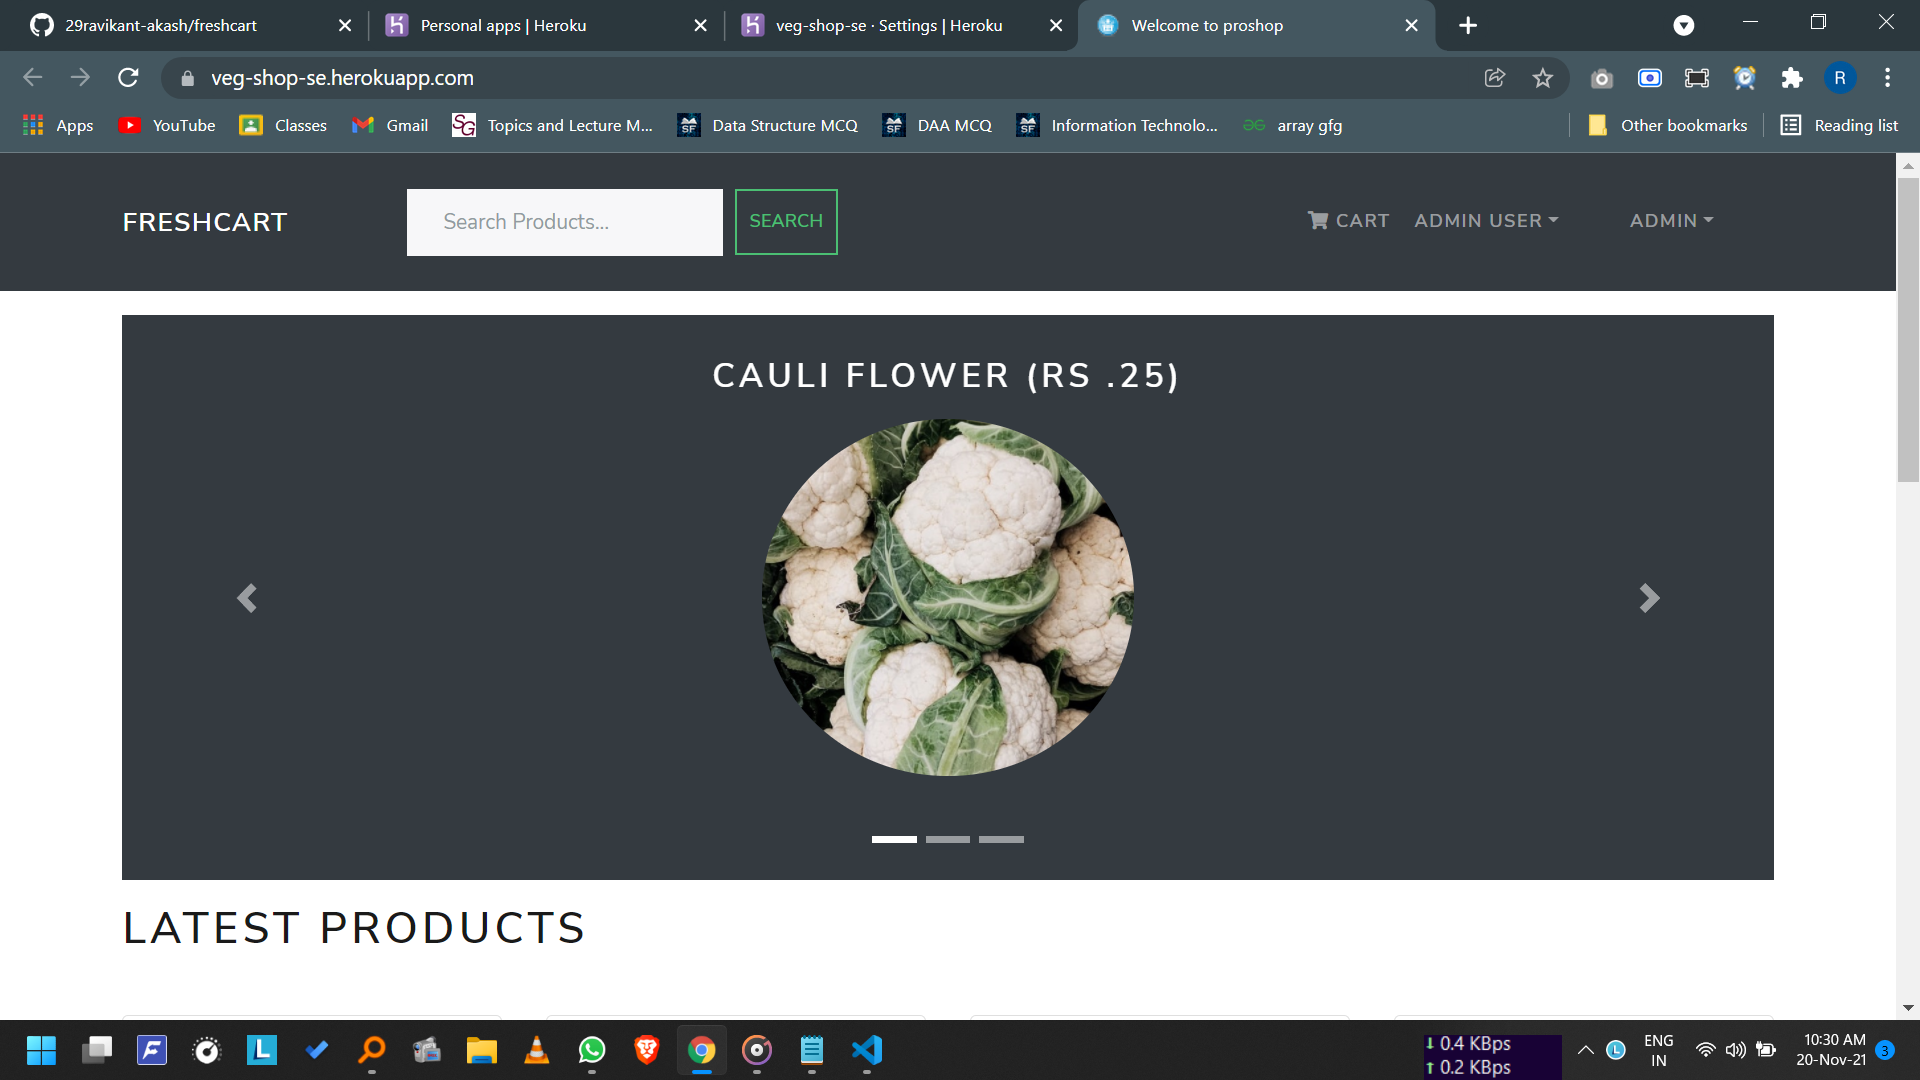 29ravikant-akash/freshcart
Personal apps | Heroku
veg-shop-se · Settings | Heroku
Welcome to proshop
veg-shop-se.herokuapp.com
R
Apps
YouTube
Classes
Gmail
Topics and Lecture M...
Data Structure MCQ
DAA MCQ
Information Technolo...
array gfg
Other bookmarks
Reading list
FRESHCART
Search Products...
SEARCH
CART
ADMIN USER
ADMIN
CAULI FLOWER (RS .25)
LATEST PRODUCTS
0.4 KBps
0.2 KBps
ENG
IN
10:30 AM
20-Nov-21
3